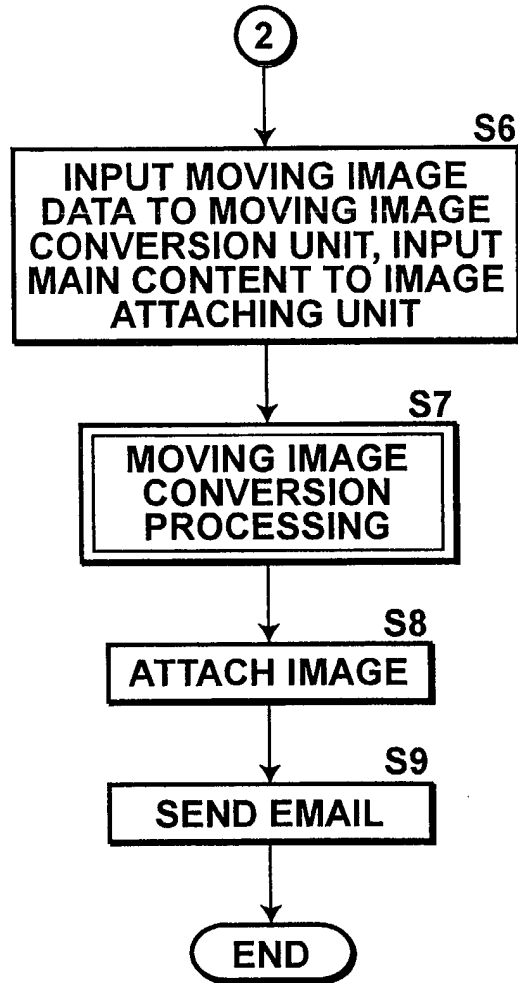 2
S6
INPUT MOVING IMAGE
DATA TO MOVING IMAGE
CONVERSION UNIT, INPUT
MAIN CONTENT TO IMAGE
ATTACHING UNIT
S7
MOVING IMAGE
CONVERSION
PROCESSING
S8
ATTACH IMAGE
S9
SEND EMAIL
END